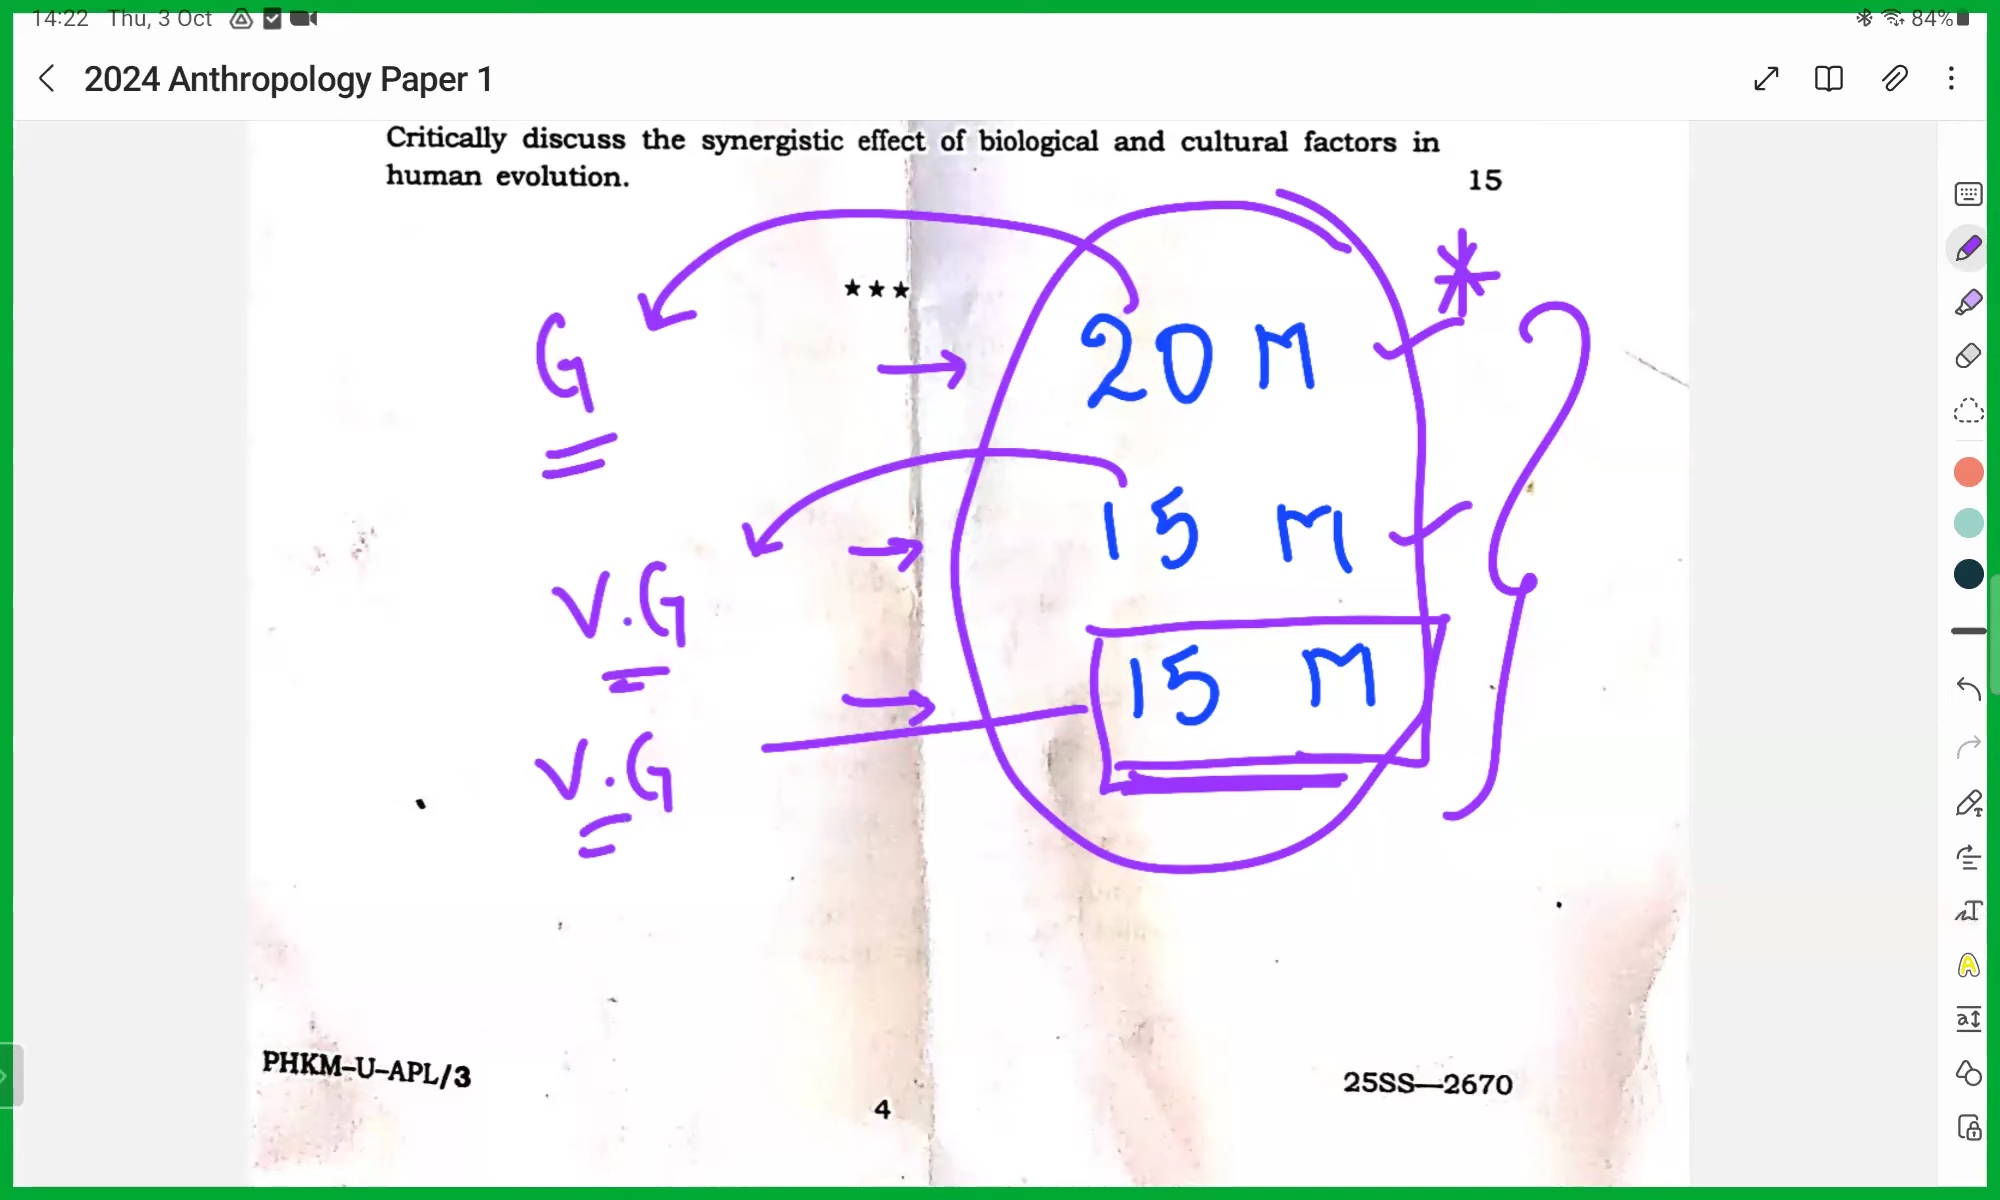 14:22 Thu, 3 Oct 84%
2024 Anthropology Paper 1
Critically discuss the synergistic effect of biological and cultural factors in
human evolution. 15
★★★
G 20 M
V.G 15 M
V.G 15 M
PHKM-U-APL/3
25SS—2670
4